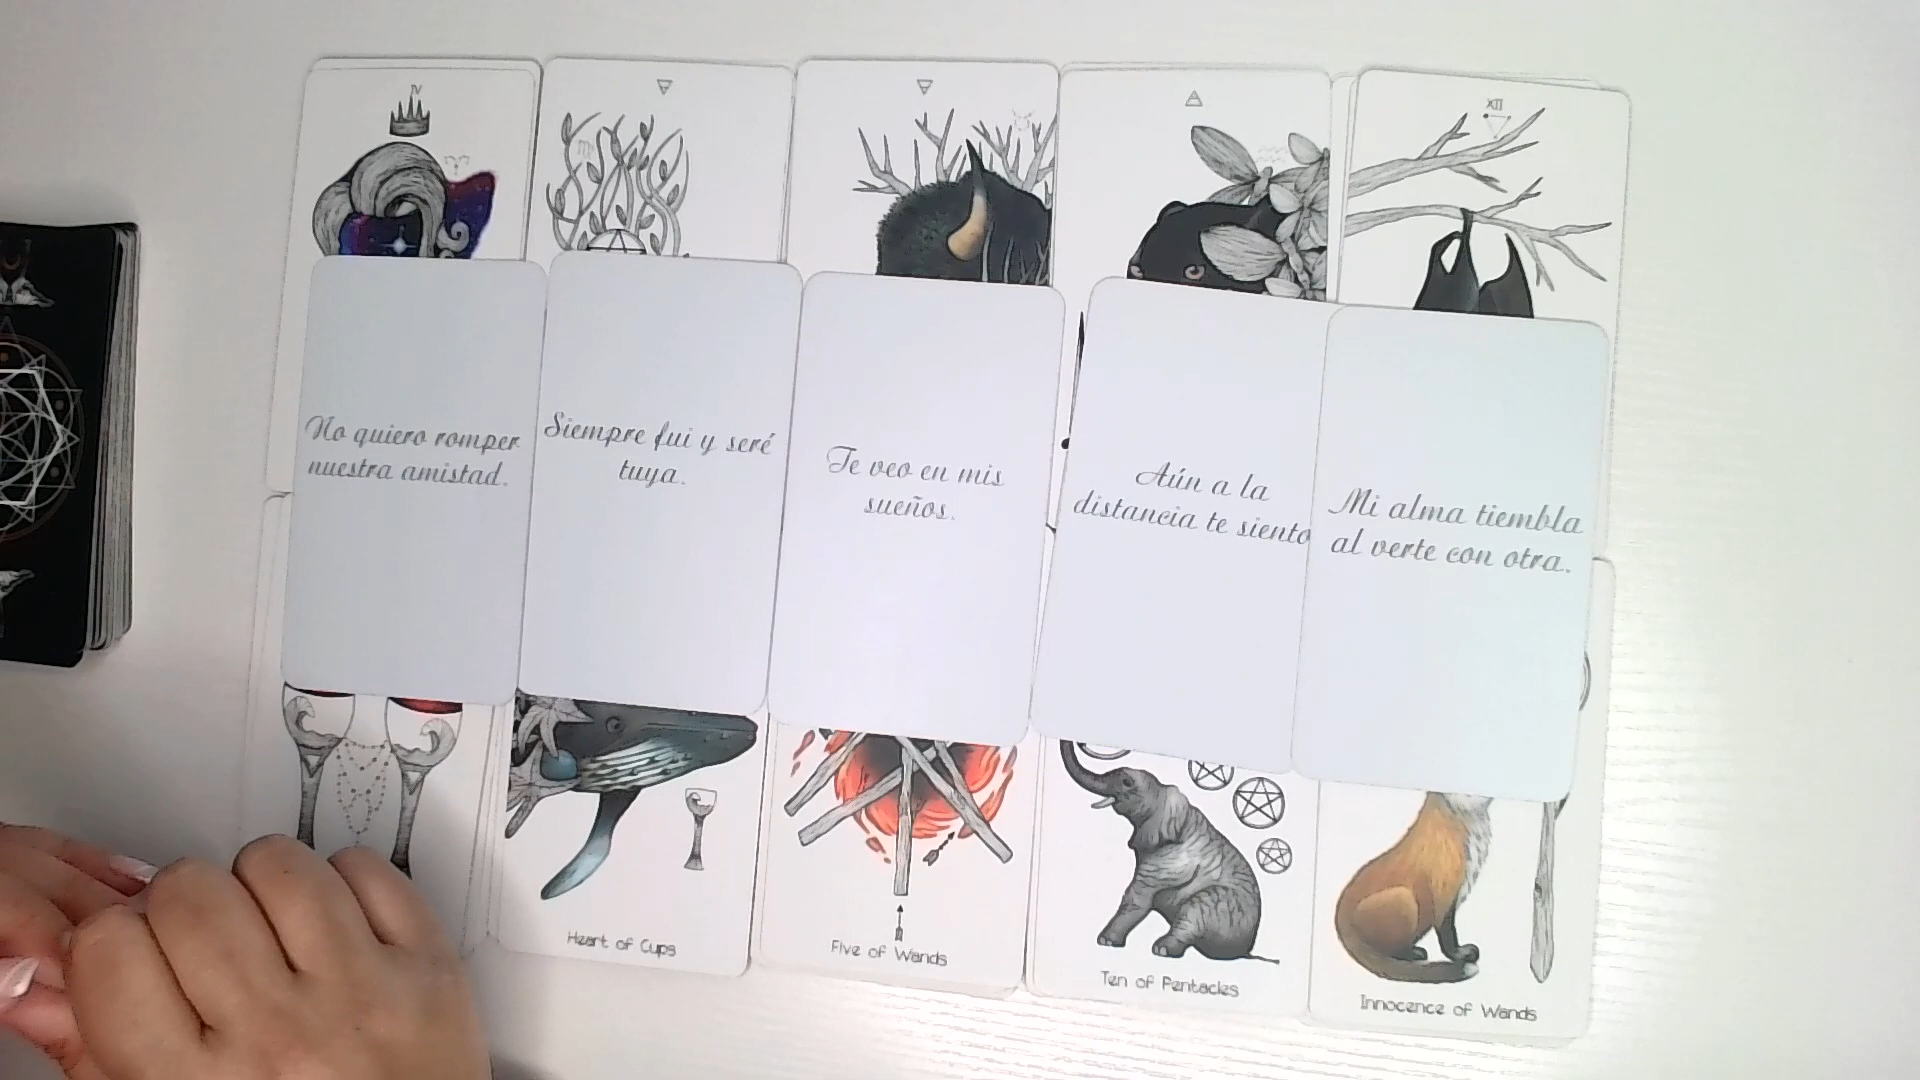 IV
XII
No quiero romper
nuestra amistad.
Siempre fui y seré
tuya.
Te veo en mis
sueños.
Aún a la
distancia te siento
Mi alma tiembla
al verte con otra.
Heart of Cups
Five of Wands
Ten of Pentacles
Innocence of Wands